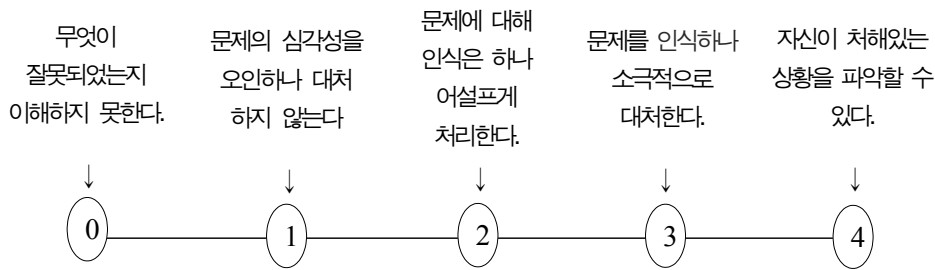 무엇이
잘못되었는지
이해하지 못한다.
문제의 심각성을
오인하나 대처
하지 않는다
문제에 대해
인식은 하나
어설프게
처리한다.
문제를 인식하나
소극적으로
대처한다.
자신이 처해있는
상황을 파악할 수
있다.
↓ ↓ ↓ ↓ ↓
0 1 2 3 4